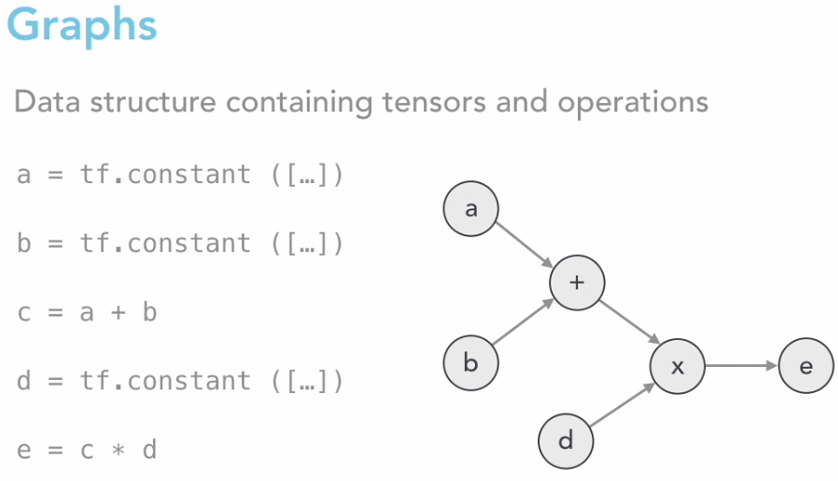 Graphs
Data structure containing tensors and operations
a = tf.constant ([…])
b = tf.constant ([…])
c = a + b
d = tf.constant ([…])
e = c * d
a
+
b
x
e
d